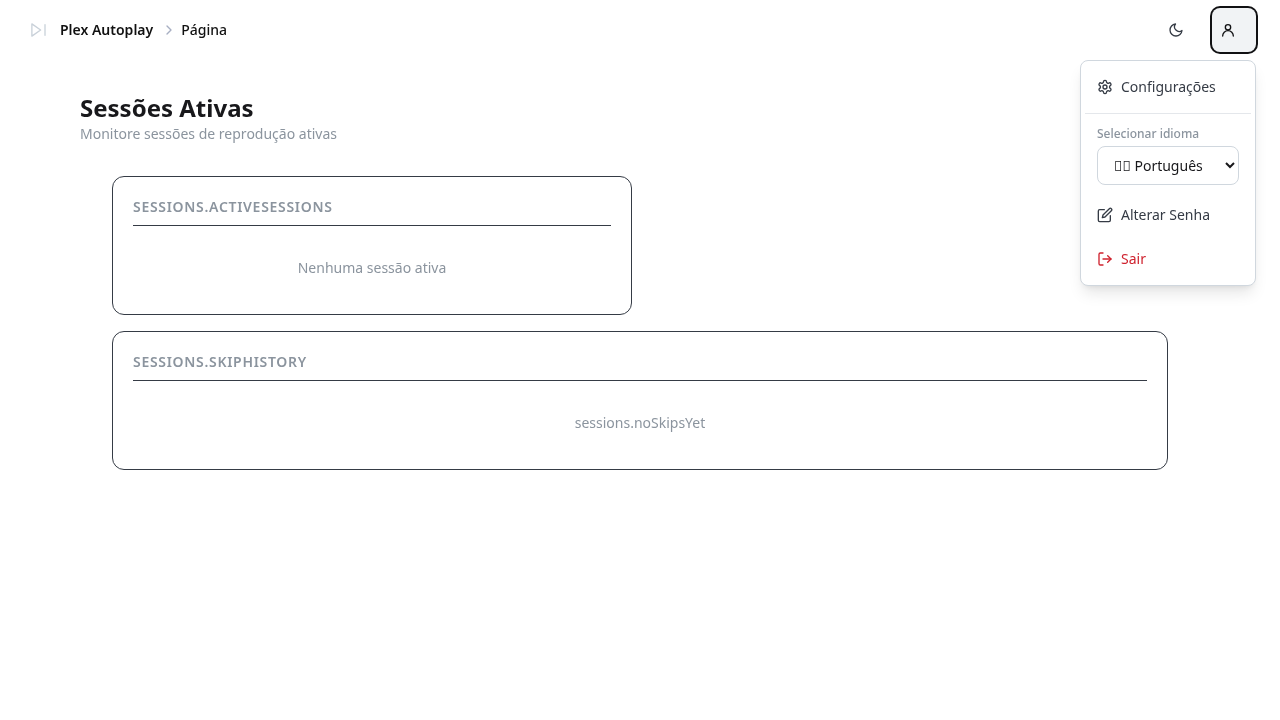 Plex Autoplay
Página
Configurações
Selecionar idioma
Português
Alterar Senha
Sair
Sessões Ativas
Monitore sessões de reprodução ativas
SESSIONS.ACTIVESESSIONS
Nenhuma sessão ativa
SESSIONS.SKIPHISTORY
sessions.noSkipsYet